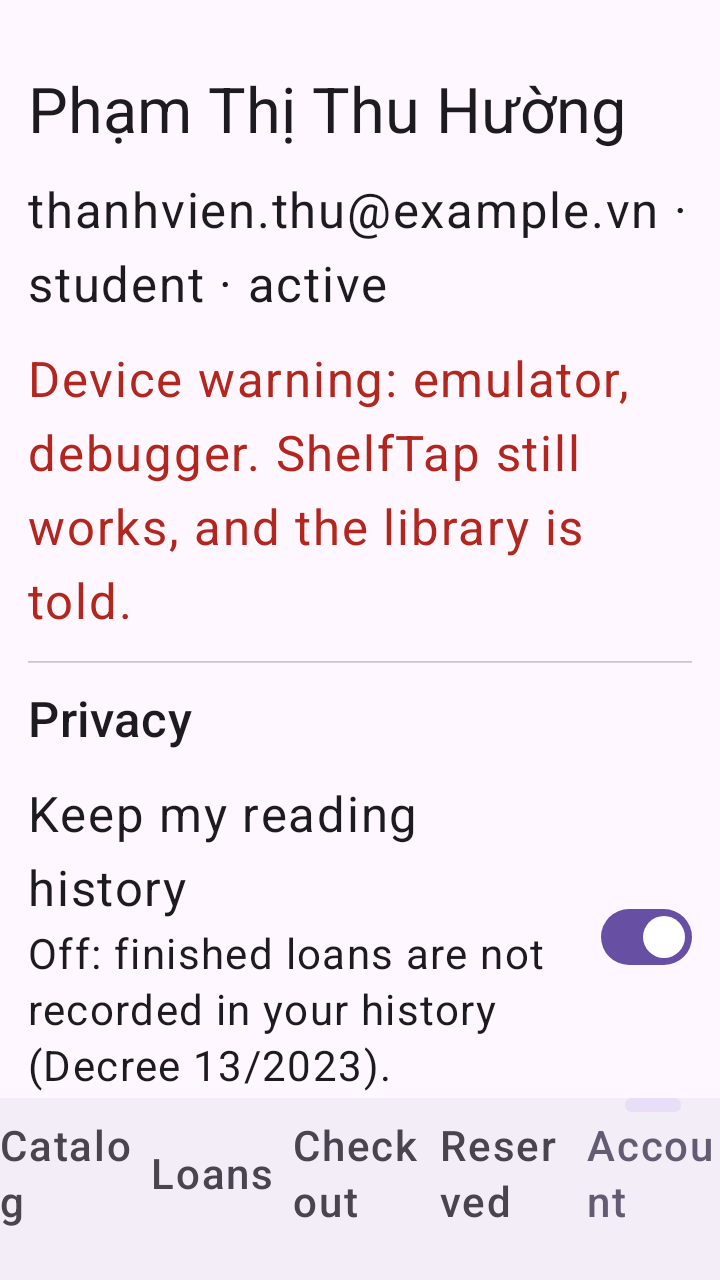 Phạm Thị Thu Hường
thanhvien.thu@example.vn ·
student · active
Device warning: emulator,
debugger. ShelfTap still
works, and the library is
told.
Privacy
Keep my reading
history
Off: finished loans are not
recorded in your history
(Decree 13/2023).
Catalo
g
Loans
Check
out
Reser
ved
Accou
nt